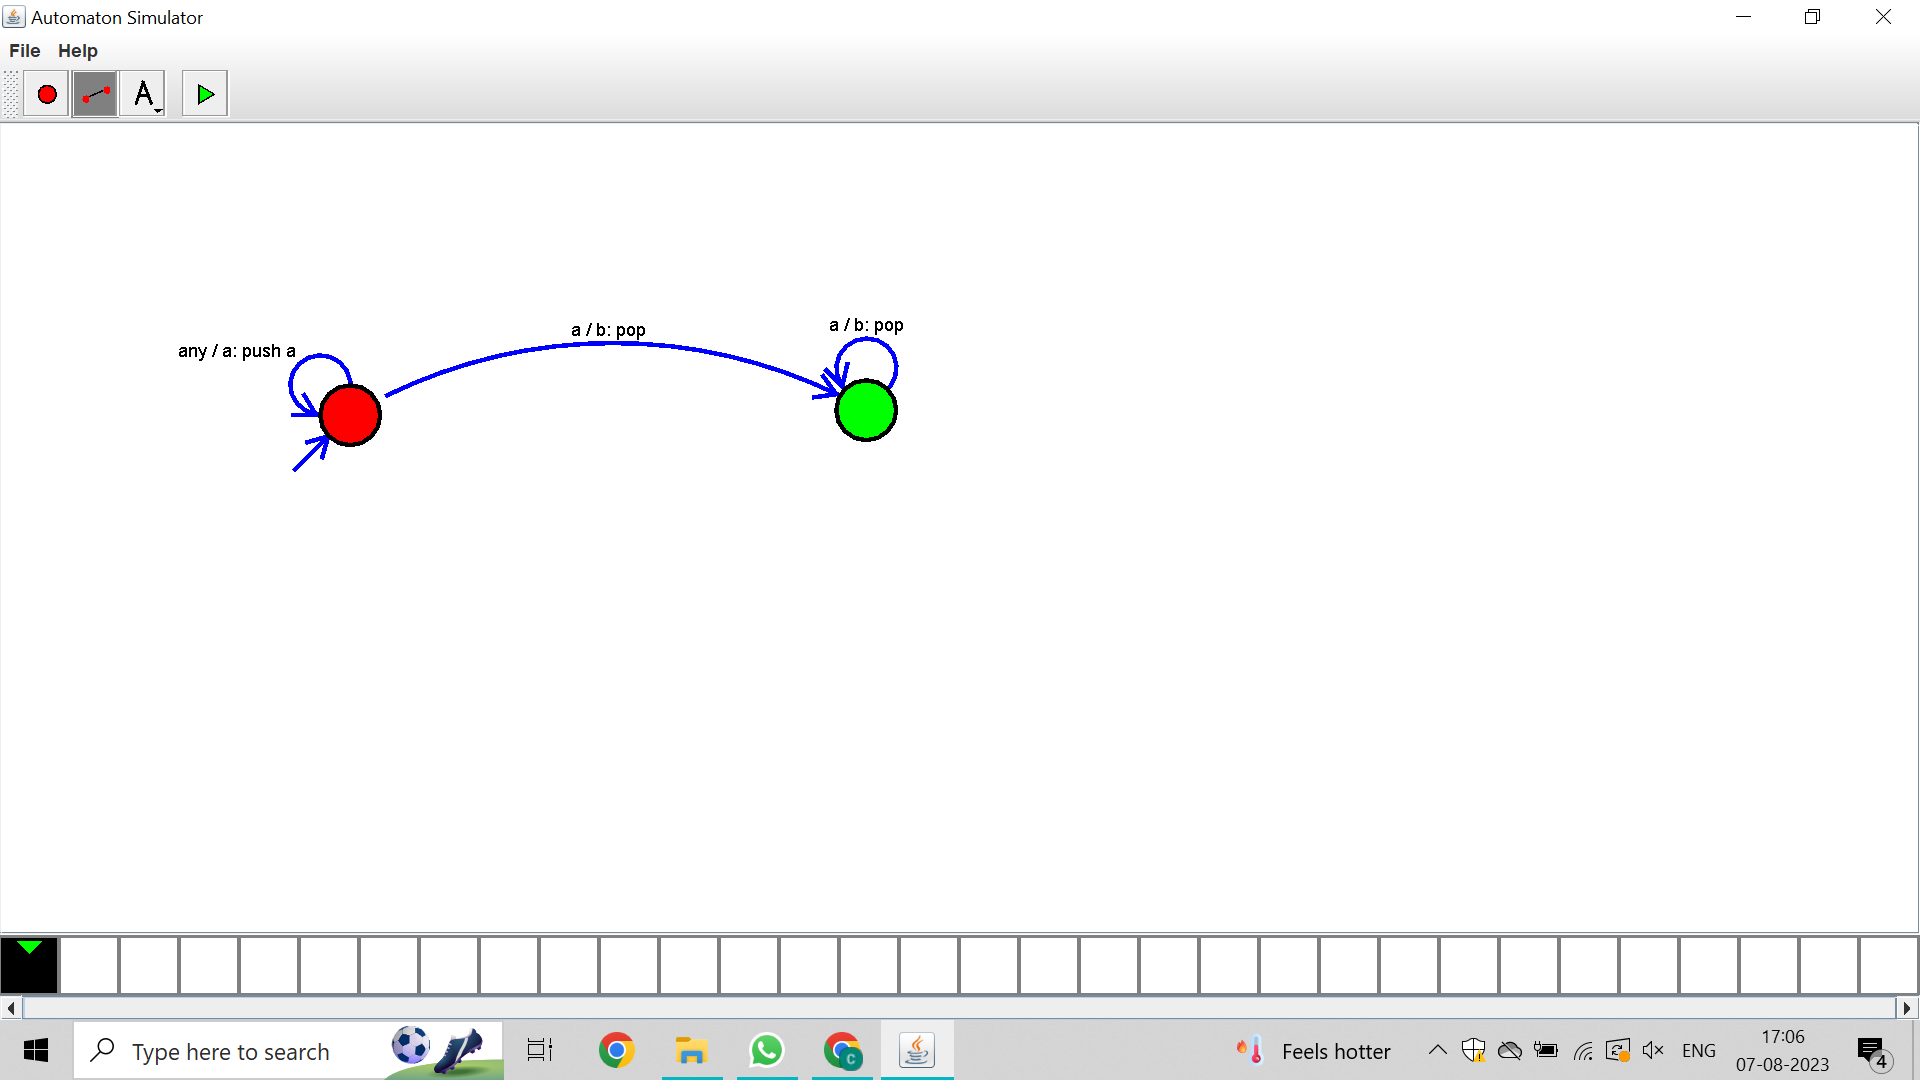 Automaton Simulator
File Help
A
any / a: push a
a / b: pop
a / b: pop
Type here to search
C
Feels hotter
ENG
17:06
07-08-2023
4